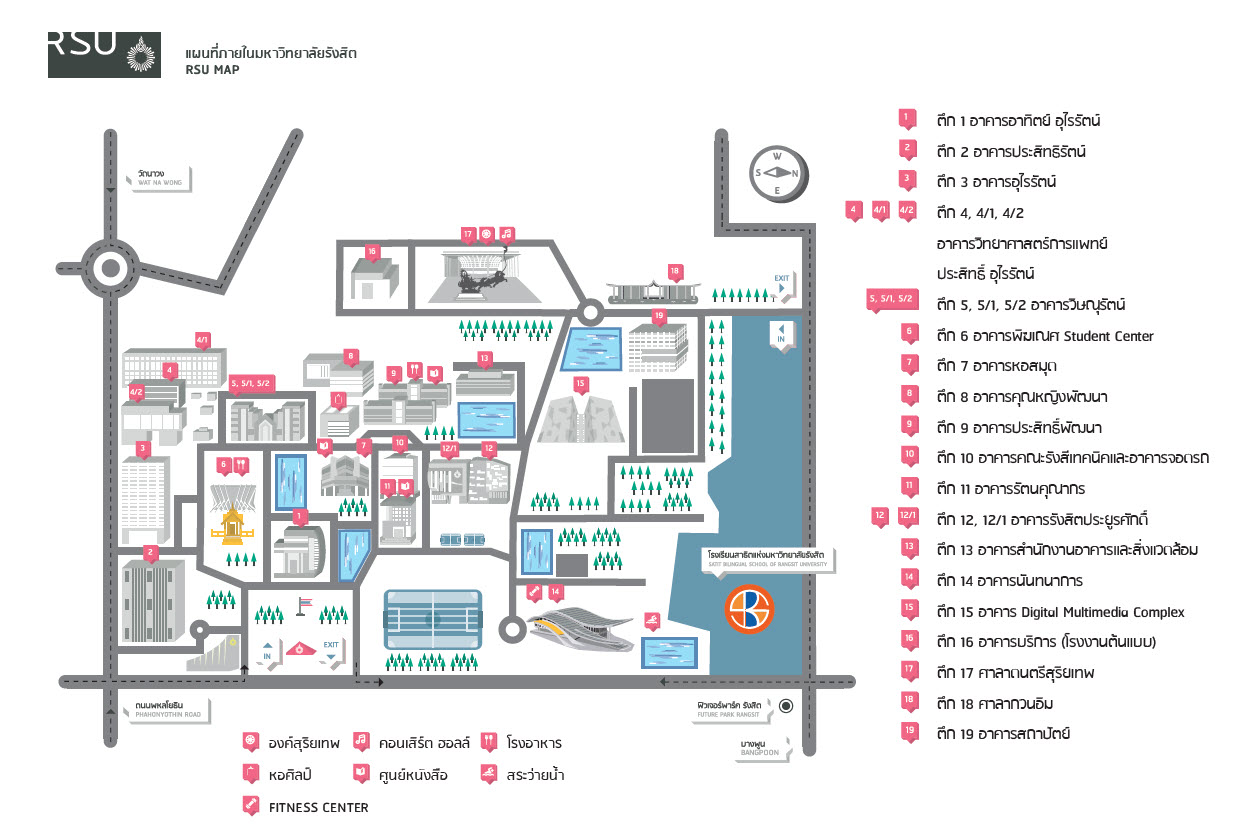 RSU
แผนที่ภายในมหาวิทยาลัยรังสิต
RSU MAP
วัดนาวง
WAT NA WONG
W
S N
E
17
16
18
EXIT
19
IN
4/1
4
4/2
5, 5/1, 5/2
8
9
13
15
3
6
7
10
12/1
12
11
1
2
14
โรงเรียนสาธิตแห่งมหาวิทยาลัยรังสิต
SATIT BILINGUAL SCHOOL OF RANGSIT UNIVERSITY
IN
EXIT
ถนนพหลโยธิน
PHAHONYOTHIN ROAD
ฟิวเจอร์พาร์ค รังสิต
FUTURE PARK RANGSIT
บางพูน
BANGPOON
องค์สุริยเทพ
คอนเสิร์ต ฮอลล์
โรงอาหาร
หอศิลป์
ศูนย์หนังสือ
สระว่ายน้ำ
FITNESS CENTER
1 ตึก 1 อาคารอาทิตย์ อุไรรัตน์
2 ตึก 2 อาคารประสิทธิรัตน์
3 ตึก 3 อาคารอุไรรัตน์
4 4/1 4/2 ตึก 4, 4/1, 4/2
อาคารวิทยาศาสตร์การแพทย์
ประสิทธิ์ อุไรรัตน์
5, 5/1, 5/2 ตึก 5, 5/1, 5/2 อาคารวิษณุรัตน์
6 ตึก 6 อาคารพิฆเณศ Student Center
7 ตึก 7 อาคารหอสมุด
8 ตึก 8 อาคารคุณหญิงพัฒนา
9 ตึก 9 อาคารประสิทธิ์พัฒนา
10 ตึก 10 อาคารคณะรังสีเทคนิคและอาคารจอดรถ
11 ตึก 11 อาคารรัตนคุณากร
12 12/1 ตึก 12, 12/1 อาคารรังสิตประยูรศักดิ์
13 ตึก 13 อาคารสำนักงานอาคารและสิ่งแวดล้อม
14 ตึก 14 อาคารนันทนาการ
15 ตึก 15 อาคาร Digital Multimedia Complex
16 ตึก 16 อาคารบริการ (โรงงานต้นแบบ)
17 ตึก 17 ศาลาดนตรีสุริยเทพ
18 ตึก 18 ศาลากวนอิม
19 ตึก 19 อาคารสถาปัตย์